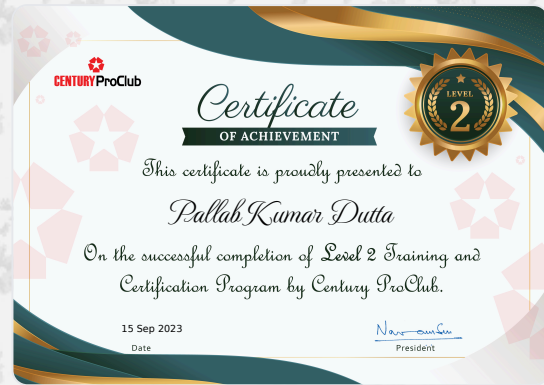 CENTURY ProClub
LEVEL
2
Certificate
OF ACHIEVEMENT
This certificate is proudly presented to
Pallab Kumar Dutta
On the successful completion of Level 2 Training and
Certification Program by Century ProClub.
15 Sep 2023
Date
President